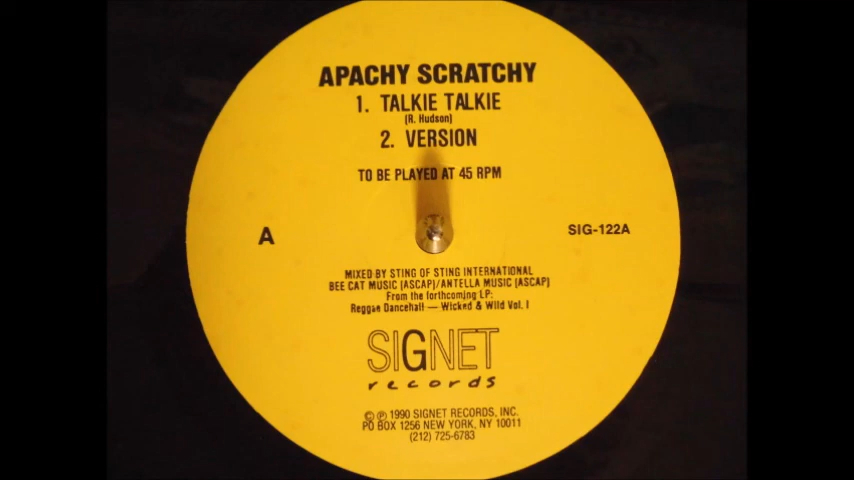 APACHY SCRATCHY
1. TALKIE TALKIE
(R. Hudson)
2. VERSION
TO BE PLAYED AT 45 RPM
A
SIG-122A
MIXED BY STING OF STING INTERNATIONAL
BEE CAT MUSIC (ASCAP)/ANTELLA MUSIC (ASCAP)
From the forthcoming LP:
Reggae Dancehall — Wicked & Wild Vol. I
SIGNET
records
© ℗ 1990 SIGNET RECORDS, INC.
PO BOX 1256 NEW YORK, NY 10011
(212) 725-6783